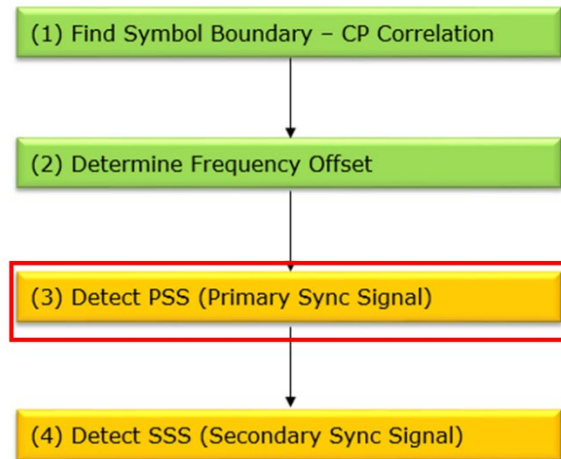 (1) Find Symbol Boundary – CP Correlation
(2) Determine Frequency Offset
(3) Detect PSS (Primary Sync Signal)
(4) Detect SSS (Secondary Sync Signal)